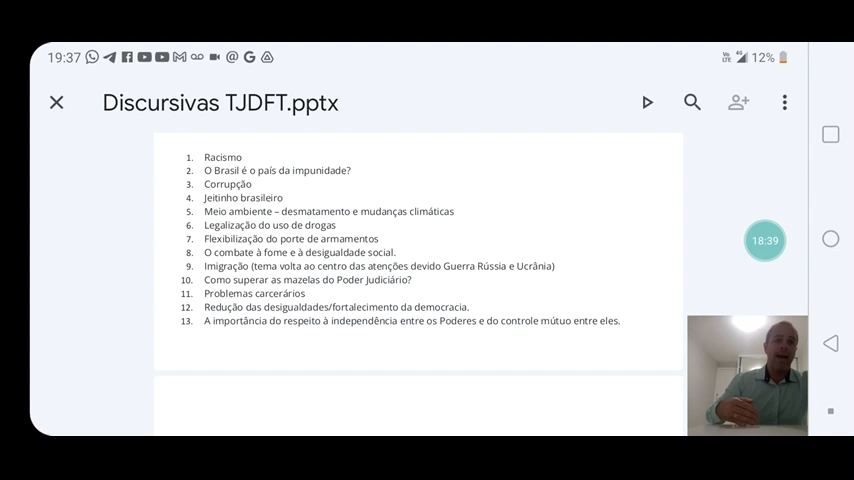 19:37
Vo LTE 4G 12%
Discursivas TJDFT.pptx
1. Racismo
2. O Brasil é o país da impunidade?
3. Corrupção
4. Jeitinho brasileiro
5. Meio ambiente – desmatamento e mudanças climáticas
6. Legalização do uso de drogas
7. Flexibilização do porte de armamentos
8. O combate à fome e à desigualdade social.
9. Imigração (tema volta ao centro das atenções devido Guerra Rússia e Ucrânia)
10. Como superar as mazelas do Poder Judiciário?
11. Problemas carcerários
12. Redução das desigualdades/fortalecimento da democracia.
13. A importância do respeito à independência entre os Poderes e do controle mútuo entre eles.
18:39